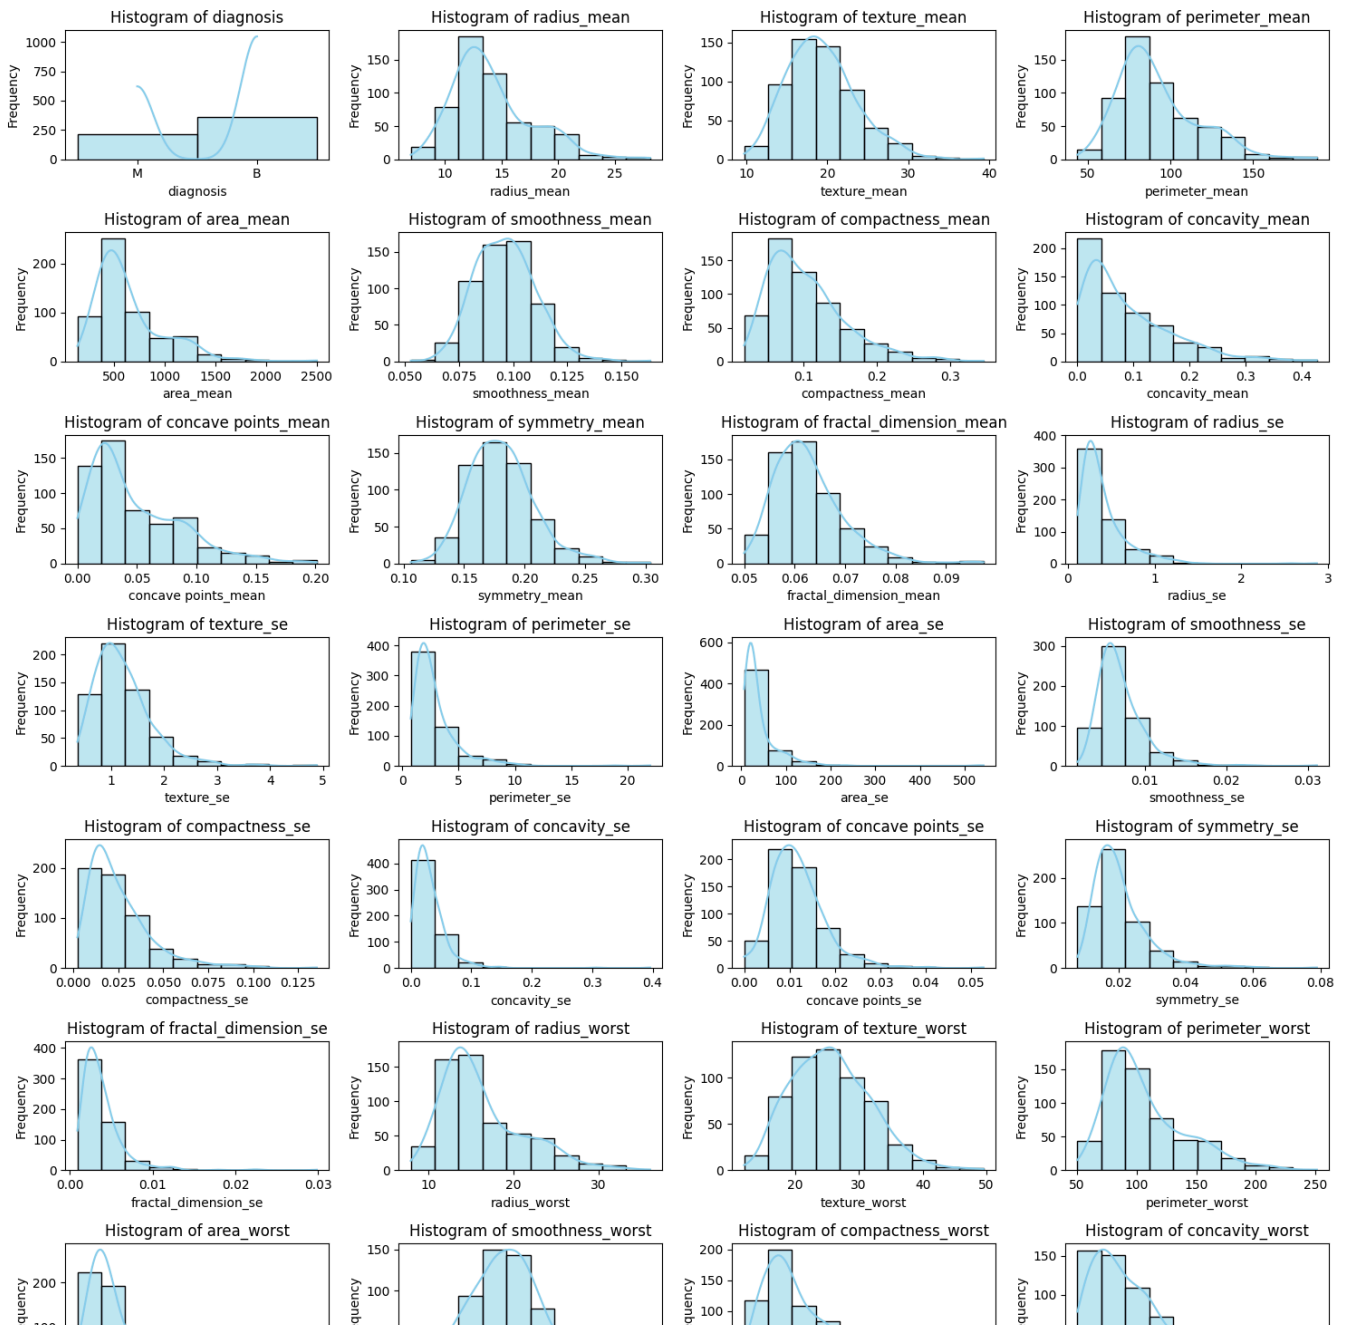 Histogram of diagnosis
Frequency
1000
750
500
250
0
M B
diagnosis
Histogram of radius_mean
Frequency
150
100
50
0
10 15 20 25
radius_mean
Histogram of texture_mean
Frequency
150
100
50
0
10 20 30 40
texture_mean
Histogram of perimeter_mean
Frequency
150
100
50
0
50 100 150
perimeter_mean
Histogram of area_mean
Frequency
200
100
0
500 1000 1500 2000 2500
area_mean
Histogram of smoothness_mean
Frequency
150
100
50
0
0.050 0.075 0.100 0.125 0.150
smoothness_mean
Histogram of compactness_mean
Frequency
150
100
50
0
0.1 0.2 0.3
compactness_mean
Histogram of concavity_mean
Frequency
200
150
100
50
0
0.0 0.1 0.2 0.3 0.4
concavity_mean
Histogram of concave points_mean
Frequency
150
100
50
0
0.00 0.05 0.10 0.15 0.20
concave points_mean
Histogram of symmetry_mean
Frequency
150
100
50
0
0.10 0.15 0.20 0.25 0.30
symmetry_mean
Histogram of fractal_dimension_mean
Frequency
150
100
50
0
0.05 0.06 0.07 0.08 0.09
fractal_dimension_mean
Histogram of radius_se
Frequency
400
300
200
100
0
0 1 2 3
radius_se
Histogram of texture_se
Frequency
200
150
100
50
0
1 2 3 4 5
texture_se
Histogram of perimeter_se
Frequency
400
300
200
100
0
0 5 10 15 20
perimeter_se
Histogram of area_se
Frequency
600
400
200
0
0 100 200 300 400 500
area_se
Histogram of smoothness_se
Frequency
300
200
100
0
0.01 0.02 0.03
smoothness_se
Histogram of compactness_se
Frequency
200
100
0
0.000 0.025 0.050 0.075 0.100 0.125
compactness_se
Histogram of concavity_se
Frequency
400
300
200
100
0
0.0 0.1 0.2 0.3 0.4
concavity_se
Histogram of concave points_se
Frequency
200
150
100
50
0
0.00 0.01 0.02 0.03 0.04 0.05
concave points_se
Histogram of symmetry_se
Frequency
200
100
0
0.02 0.04 0.06 0.08
symmetry_se
Histogram of fractal_dimension_se
Frequency
400
300
200
100
0
0.00 0.01 0.02 0.03
fractal_dimension_se
Histogram of radius_worst
Frequency
150
100
50
0
10 20 30
radius_worst
Histogram of texture_worst
Frequency
100
50
0
20 30 40 50
texture_worst
Histogram of perimeter_worst
Frequency
150
100
50
0
50 100 150 200 250
perimeter_worst
Histogram of area_worst
200
Histogram of smoothness_worst
150
100
Histogram of compactness_worst
200
150
100
Histogram of concavity_worst
150
100